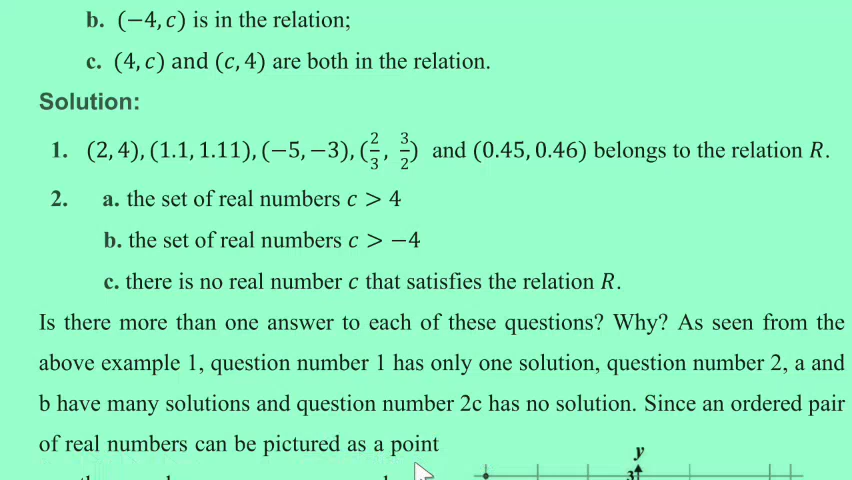 b. (−4, c) is in the relation;
c. (4, c) and (c, 4) are both in the relation.
Solution:
1. (2, 4), (1.1, 1.11), (−5, −3), (2/3, 3/2) and (0.45, 0.46) belongs to the relation R.
2. a. the set of real numbers c > 4
b. the set of real numbers c > −4
c. there is no real number c that satisfies the relation R.
Is there more than one answer to each of these questions? Why? As seen from the
above example 1, question number 1 has only one solution, question number 2, a and
b have many solutions and question number 2c has no solution. Since an ordered pair
of real numbers can be pictured as a point
y
3